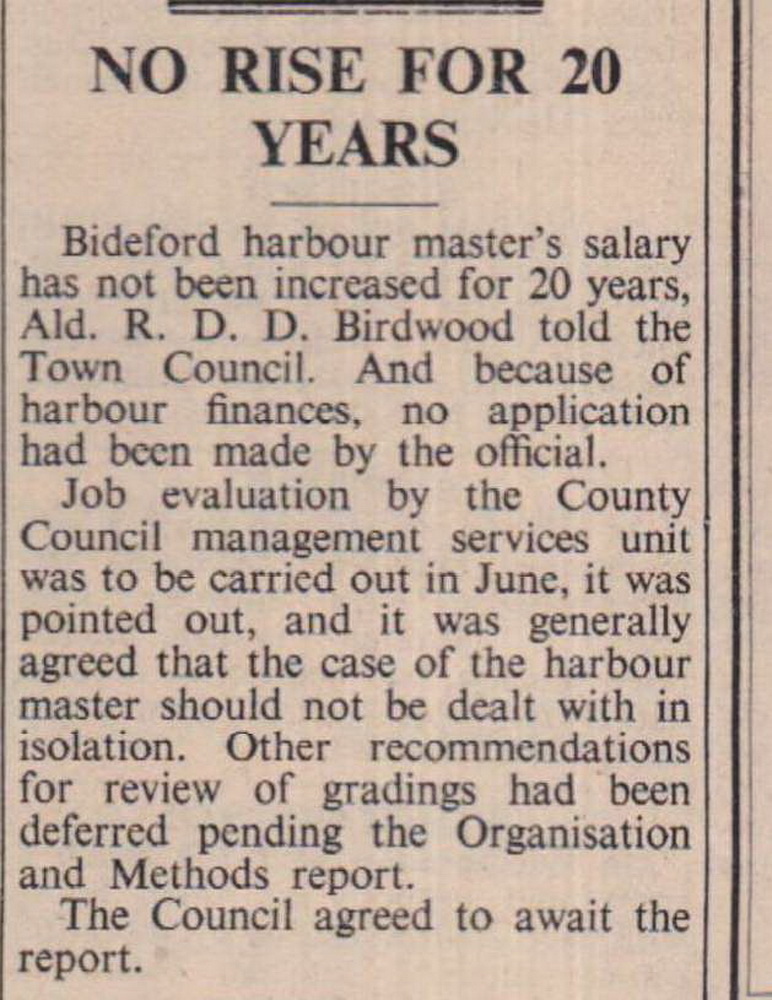 NO RISE FOR 20
YEARS
Bideford harbour master's salary
has not been increased for 20 years,
Ald. R. D. D. Birdwood told the
Town Council. And because of
harbour finances, no application
had been made by the official.
Job evaluation by the County
Council management services unit
was to be carried out in June, it was
pointed out, and it was generally
agreed that the case of the harbour
master should not be dealt with in
isolation. Other recommendations
for review of gradings had been
deferred pending the Organisation
and Methods report.
The Council agreed to await the
report.